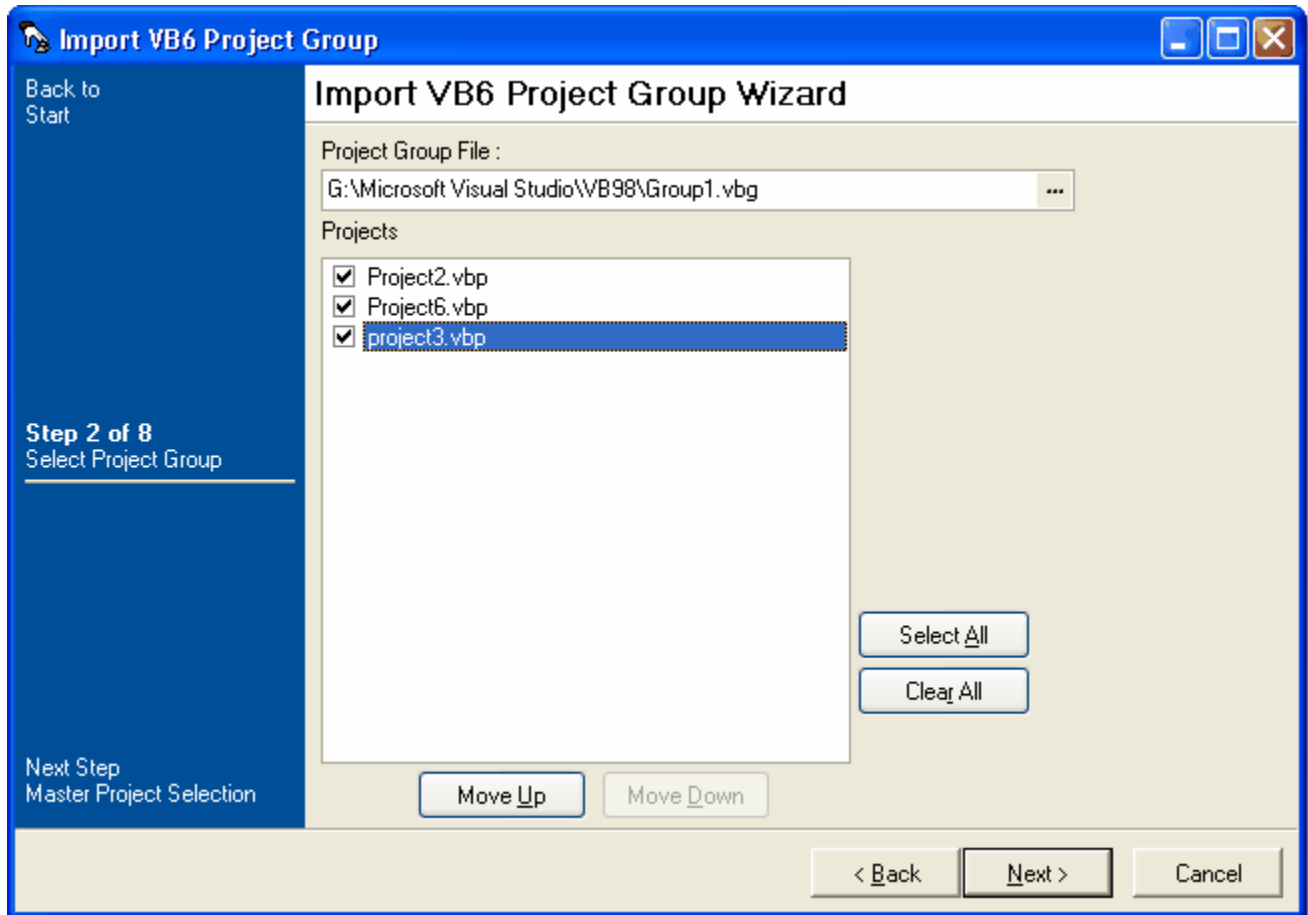 Import VB6 Project Group
Back to
Start
Import VB6 Project Group Wizard
Project Group File :
G:\Microsoft Visual Studio\VB98\Group1.vbg
...
Projects
Project2.vbp
Project6.vbp
project3.vbp
Step 2 of 8
Select Project Group
Select All
Clear All
Next Step
Master Project Selection
Move Up
Move Down
< Back
Next >
Cancel